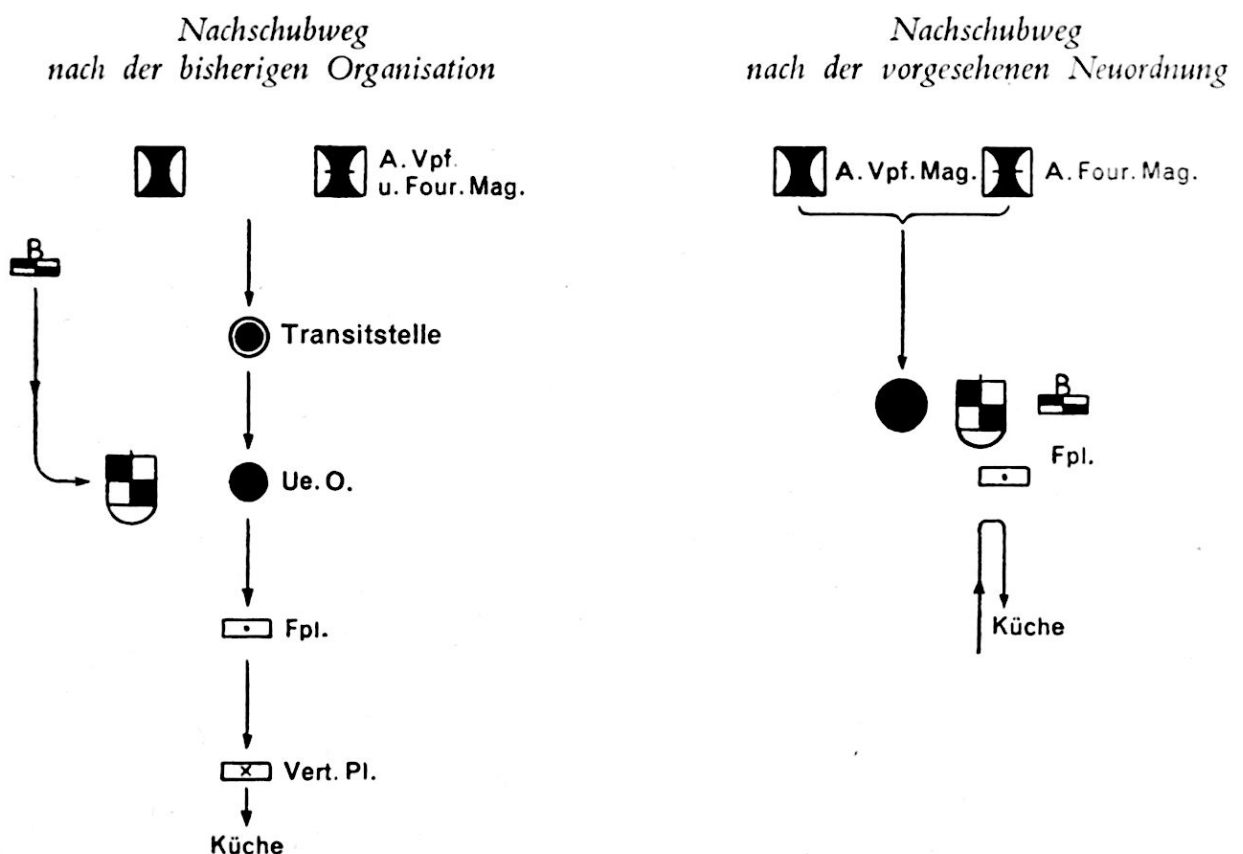 Nachschubweg
nach der bisherigen Organisation
A. Vpf.
u. Four. Mag.
B
Transitstelle
Ue. O.
Fpl.
Vert. Pl.
Küche
Nachschubweg
nach der vorgesehenen Neuordnung
A. Vpf. Mag.
A. Four. Mag.
B
Fpl.
Küche